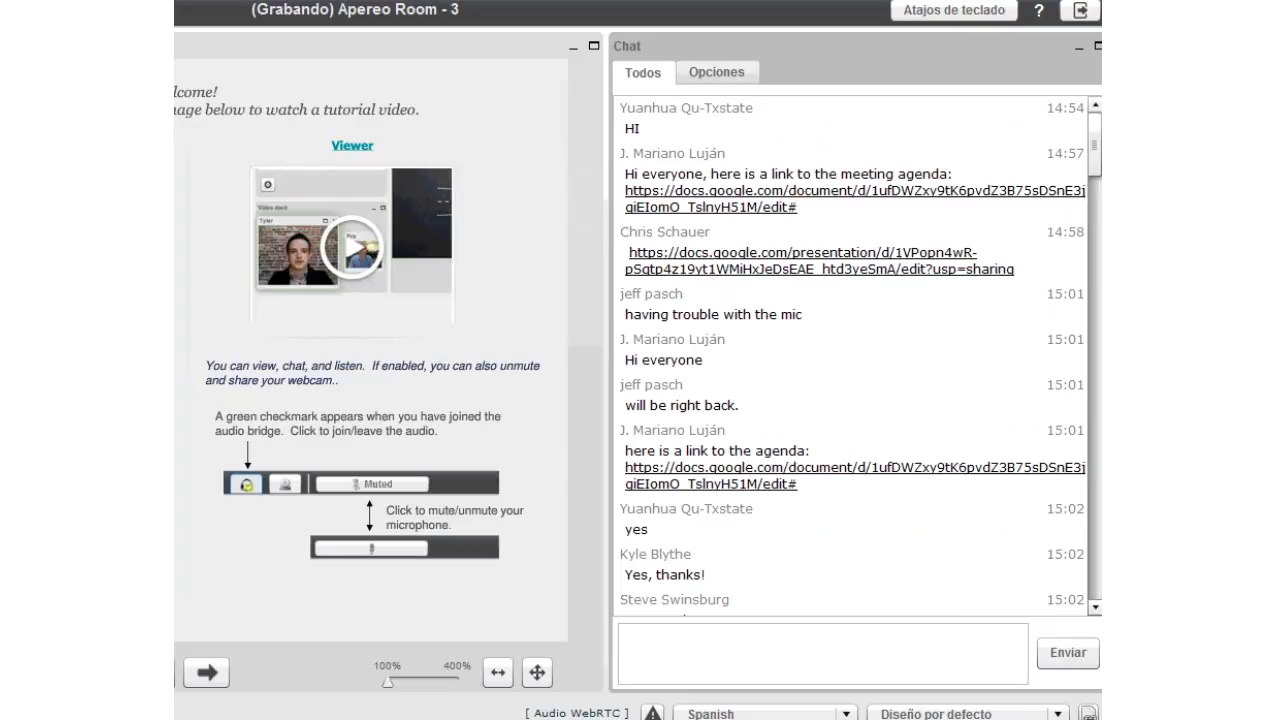 (Grabando) Apereo Room - 3
Atajos de teclado
?
lcome!
nage below to watch a tutorial video.
Viewer
Video dock
Tyler
You can view, chat, and listen. If enabled, you can also unmute
and share your webcam..
A green checkmark appears when you have joined the
audio bridge. Click to join/leave the audio.
Muted
Click to mute/unmute your
microphone.
100%
400%
Chat
Todos
Opciones
Yuanhua Qu-Txstate 14:54
HI
J. Mariano Luján 14:57
Hi everyone, here is a link to the meeting agenda:
https://docs.google.com/document/d/1ufDWZxy9tK6pvdZ3B75sDSnE3j
giEIomO_TslnyH51M/edit#
Chris Schauer 14:58
https://docs.google.com/presentation/d/1VPopn4wR-
pSgtp4z19yt1WMiHxJeDsEAE_htd3yeSmA/edit?usp=sharing
jeff pasch 15:01
having trouble with the mic
J. Mariano Luján 15:01
Hi everyone
jeff pasch 15:01
will be right back.
J. Mariano Luján 15:01
here is a link to the agenda:
https://docs.google.com/document/d/1ufDWZxy9tK6pvdZ3B75sDSnE3j
giEIomO_TslnyH51M/edit#
Yuanhua Qu-Txstate 15:02
yes
Kyle Blythe 15:02
Yes, thanks!
Steve Swinsburg 15:02
Enviar
[ Audio WebRTC ]
Spanish
Diseño por defecto